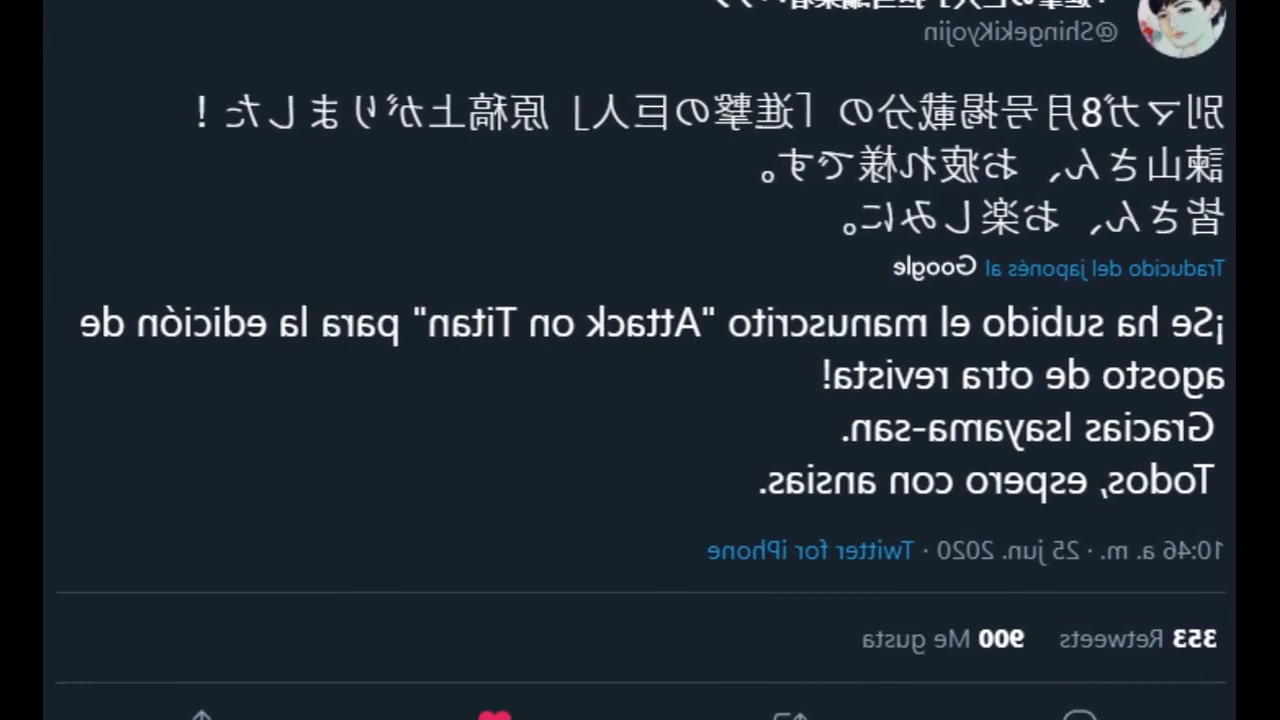 @ShingekiKyojin
別マガ8月号掲載分の「進撃の巨人」原稿上がりました!
諫山さん、お疲れ様です。
皆さん、お楽しみに。
Traducido del japonés al Google
¡Se ha subido el manuscrito "Attack on Titan" para la edición de
agosto de otra revista!
Gracias Isayama-san.
Todos, espero con ansias.
10:46 a. m. · 25 jun. 2020 · Twitter for iPhone
353 Retweets 900 Me gusta